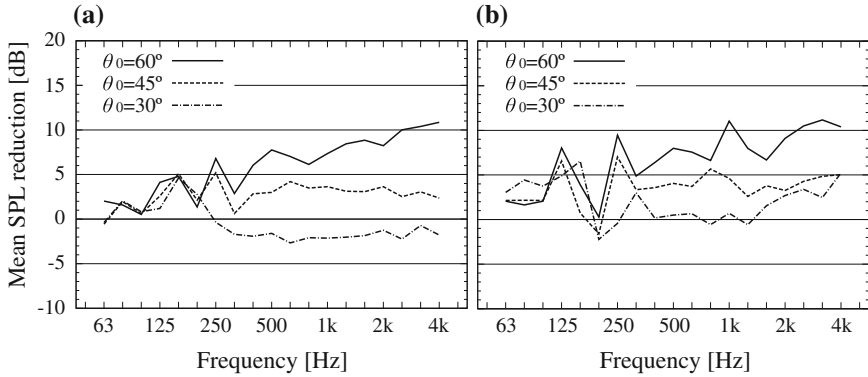 (a)
(b)
Mean SPL reduction [dB]
20
15
10
5
0
-5
-10
θ0=60º
θ0=45º
θ0=30º
63
125
250
500
1k
2k
4k
Frequency [Hz]
θ0=60º
θ0=45º
θ0=30º
63
125
250
500
1k
2k
4k
Frequency [Hz]